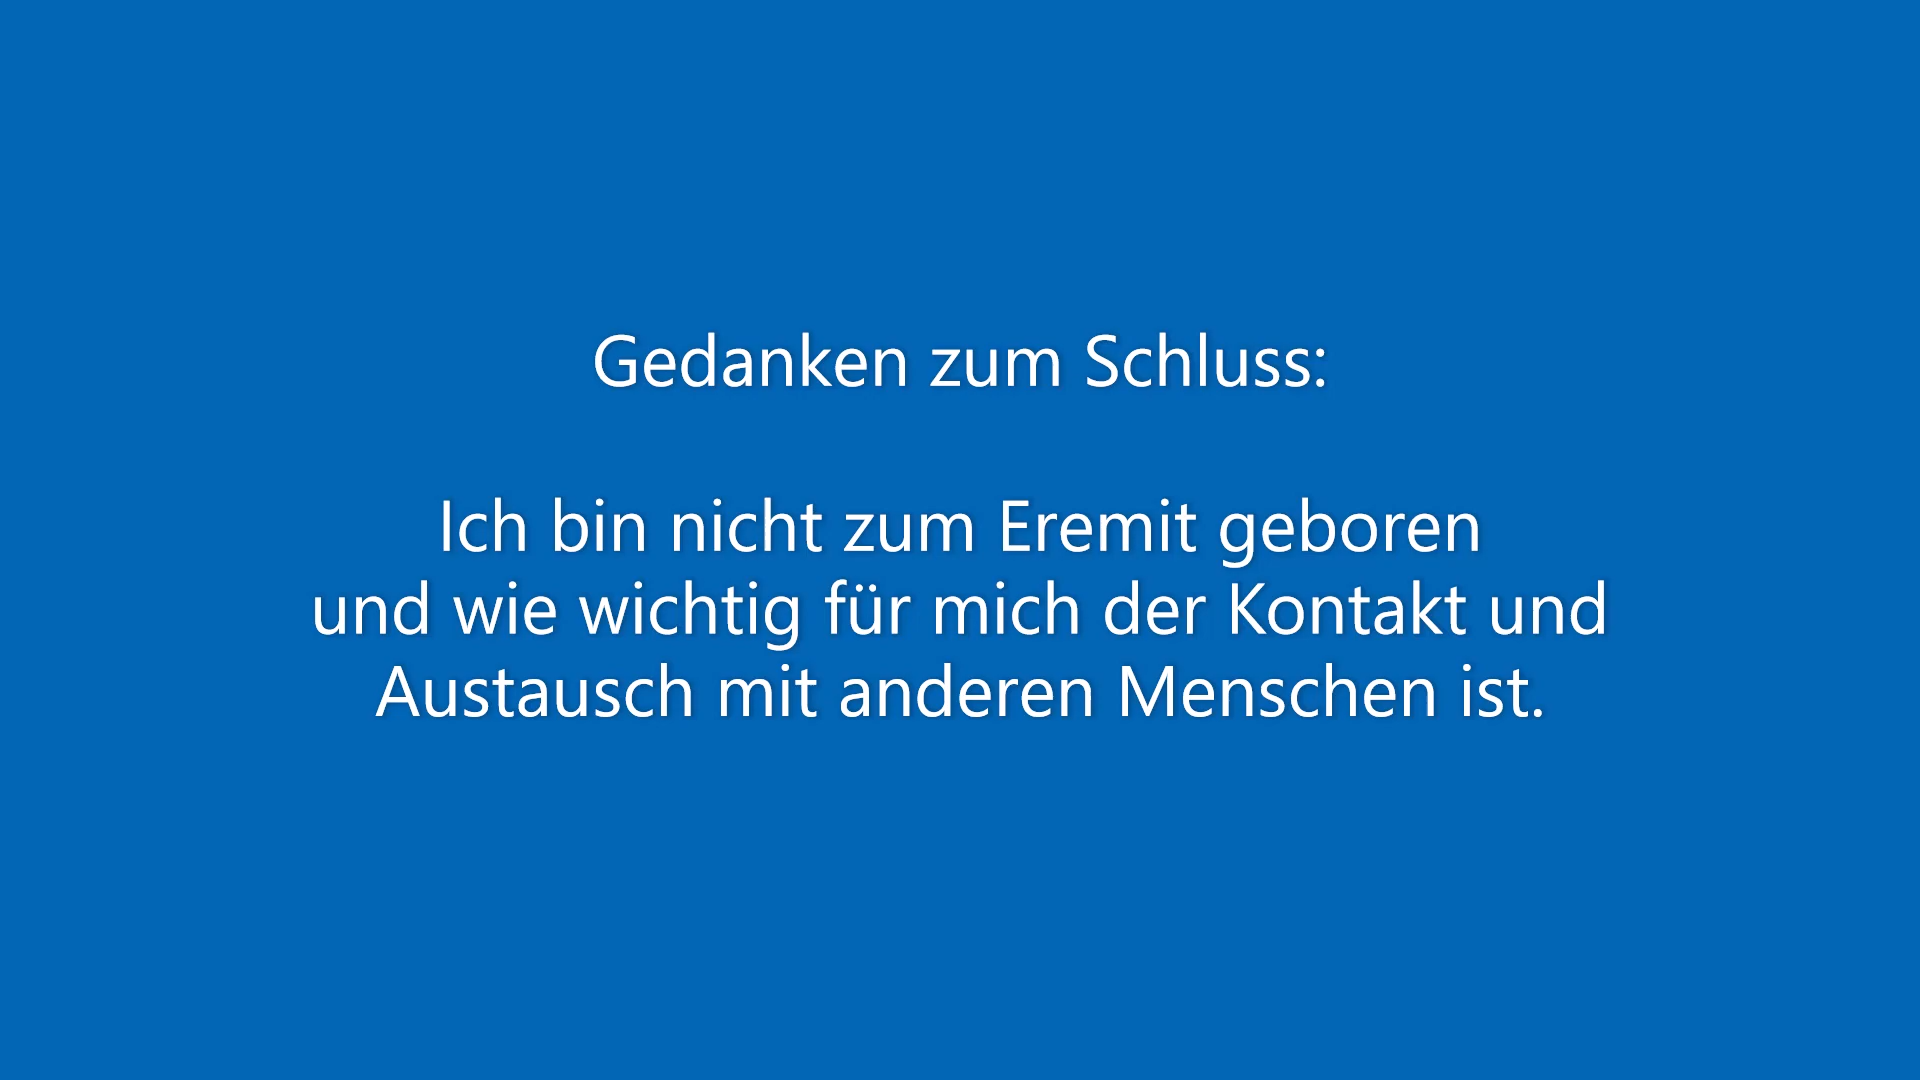 Gedanken zum Schluss:
Ich bin nicht zum Eremit geboren
und wie wichtig für mich der Kontakt und
Austausch mit anderen Menschen ist.